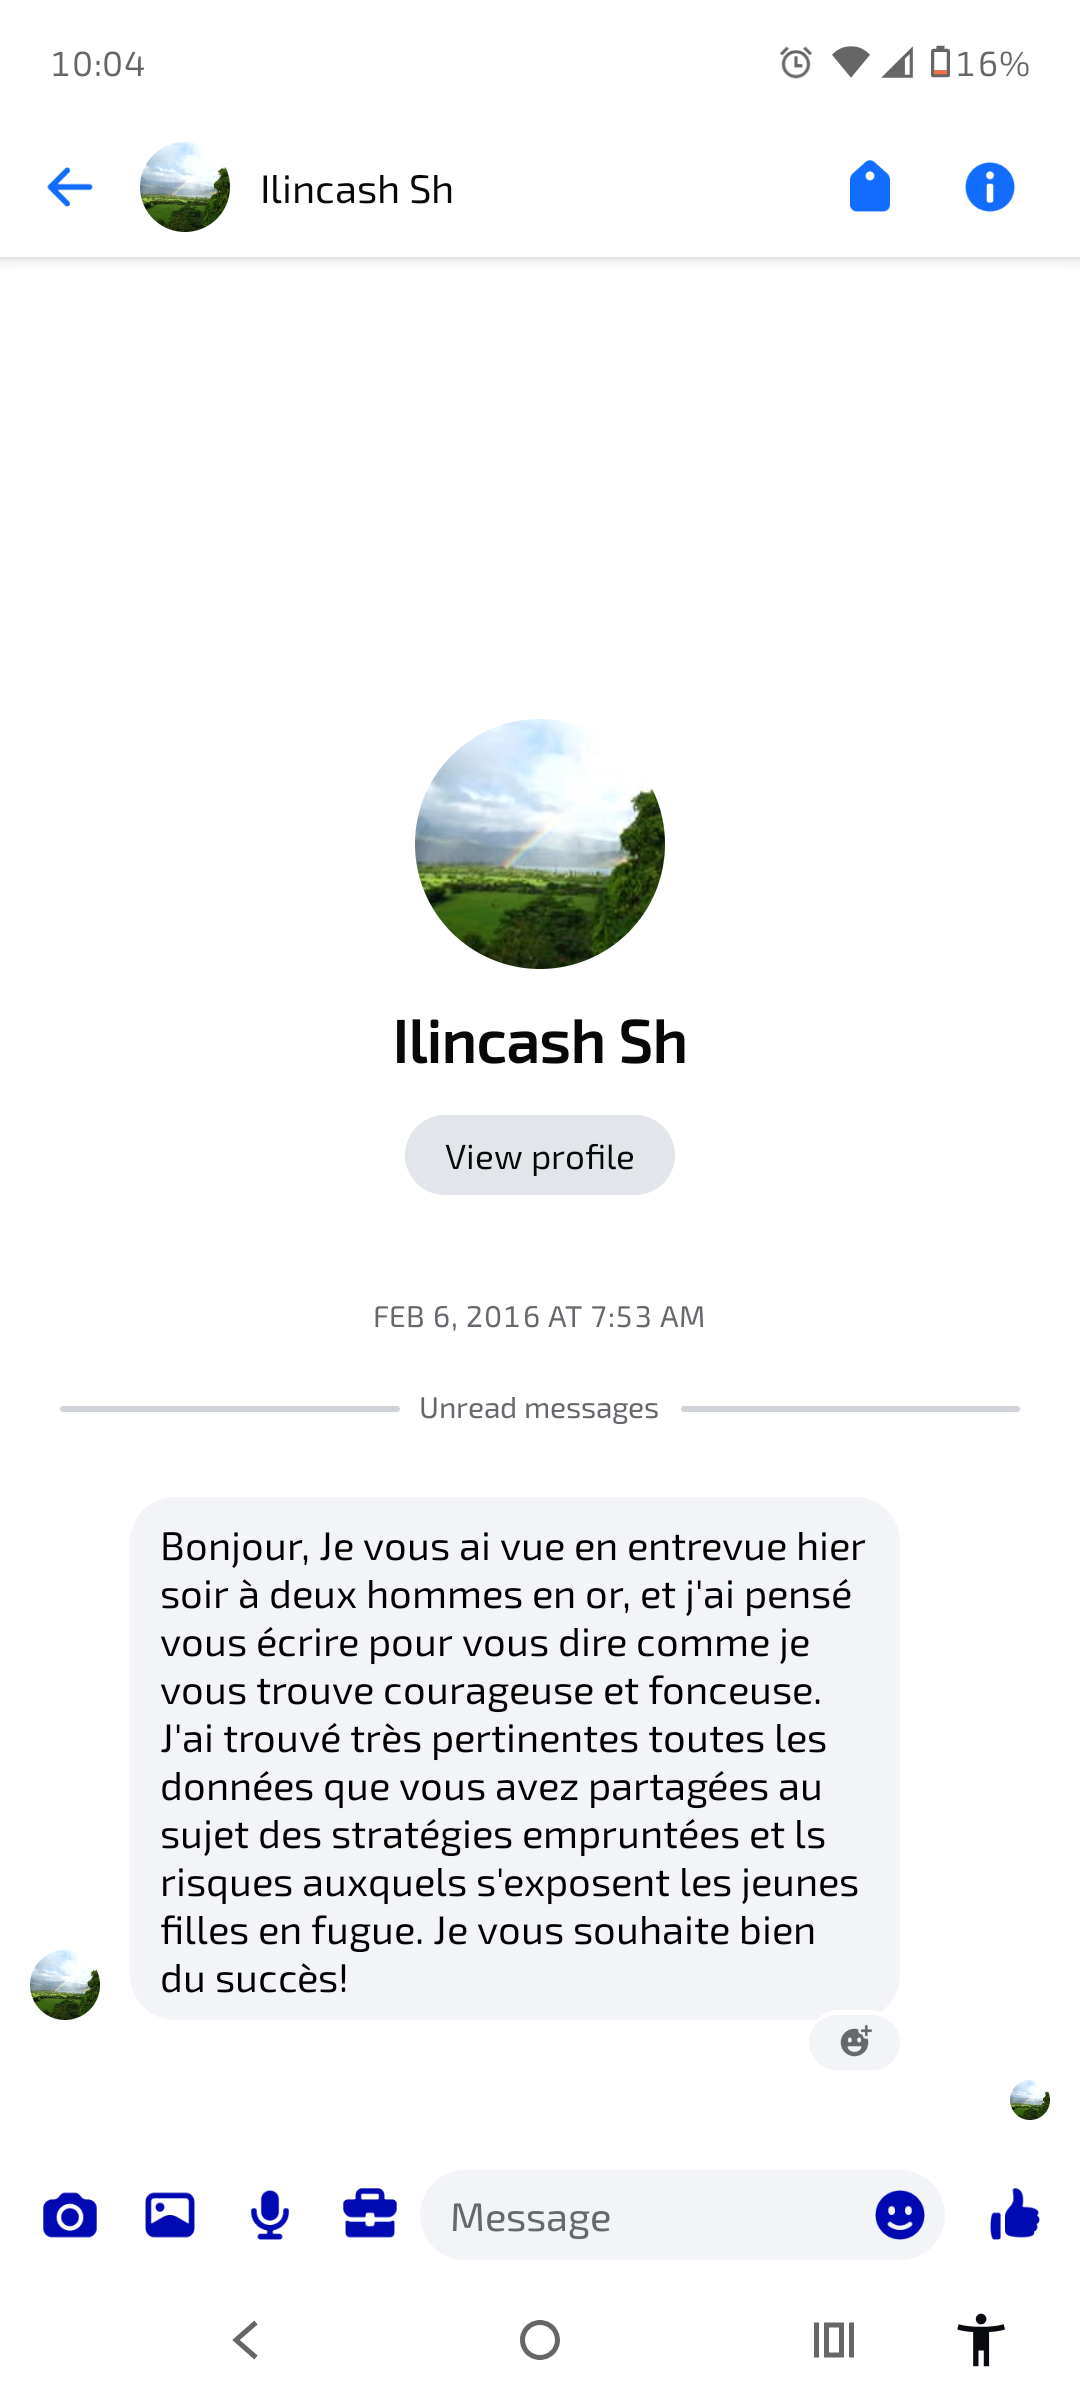 10:04
16%
Ilincash Sh
Ilincash Sh
View profile
FEB 6, 2016 AT 7:53 AM
Unread messages
Bonjour, Je vous ai vue en entrevue hier
soir à deux hommes en or, et j'ai pensé
vous écrire pour vous dire comme je
vous trouve courageuse et fonceuse.
J'ai trouvé très pertinentes toutes les
données que vous avez partagées au
sujet des stratégies empruntées et ls
risques auxquels s'exposent les jeunes
filles en fugue. Je vous souhaite bien
du succès!
Message